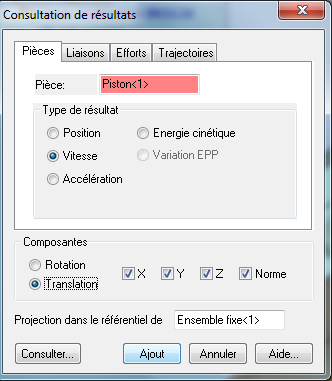 Consultation de résultats
Pièces Liaisons Efforts Trajectoires
Pièce: Piston<1>
Type de résultat
Position Energie cinétique
Vitesse Variation EPP
Accélération
Composantes
Rotation
Translation X Y Z Norme
Projection dans le référentiel de Ensemble fixe<1>
Consulter... Ajout Annuler Aide...